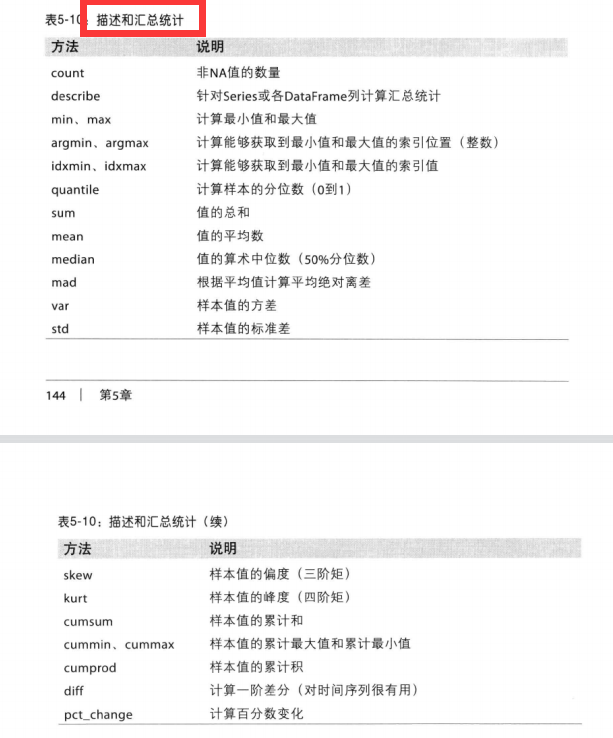 表5-10：描述和汇总统计
方法 说明
count 非NA值的数量
describe 针对Series或各DataFrame列计算汇总统计
min、max 计算最小值和最大值
argmin、argmax 计算能够获取到最小值和最大值的索引位置（整数）
idxmin、idxmax 计算能够获取到最小值和最大值的索引值
quantile 计算样本的分位数（0到1）
sum 值的总和
mean 值的平均数
median 值的算术中位数（50%分位数）
mad 根据平均值计算平均绝对离差
var 样本值的方差
std 样本值的标准差
144 | 第5章
表5-10：描述和汇总统计（续）
方法 说明
skew 样本值的偏度（三阶矩）
kurt 样本值的峰度（四阶矩）
cumsum 样本值的累计和
cummin、cummax 样本值的累计最大值和累计最小值
cumprod 样本值的累计积
diff 计算一阶差分（对时间序列很有用）
pct_change 计算百分数变化